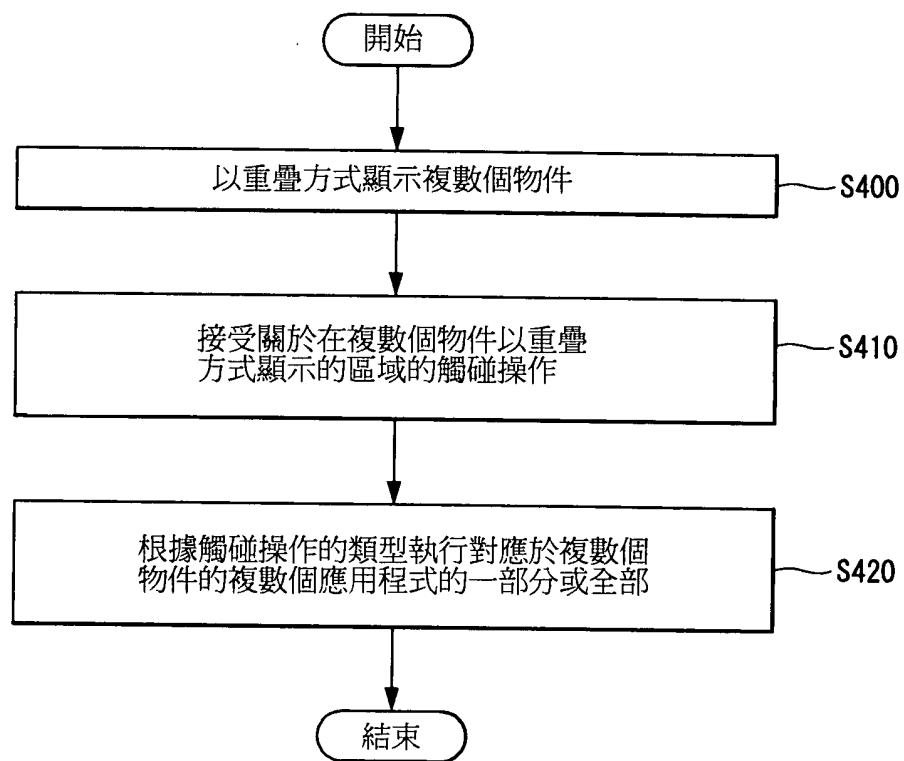 開始
以重疊方式顯示複數個物件
S400
接受關於在複數個物件以重疊
方式顯示的區域的觸碰操作
S410
根據觸碰操作的類型執行對應於複數個
物件的複數個應用程式的一部分或全部
S420
結束